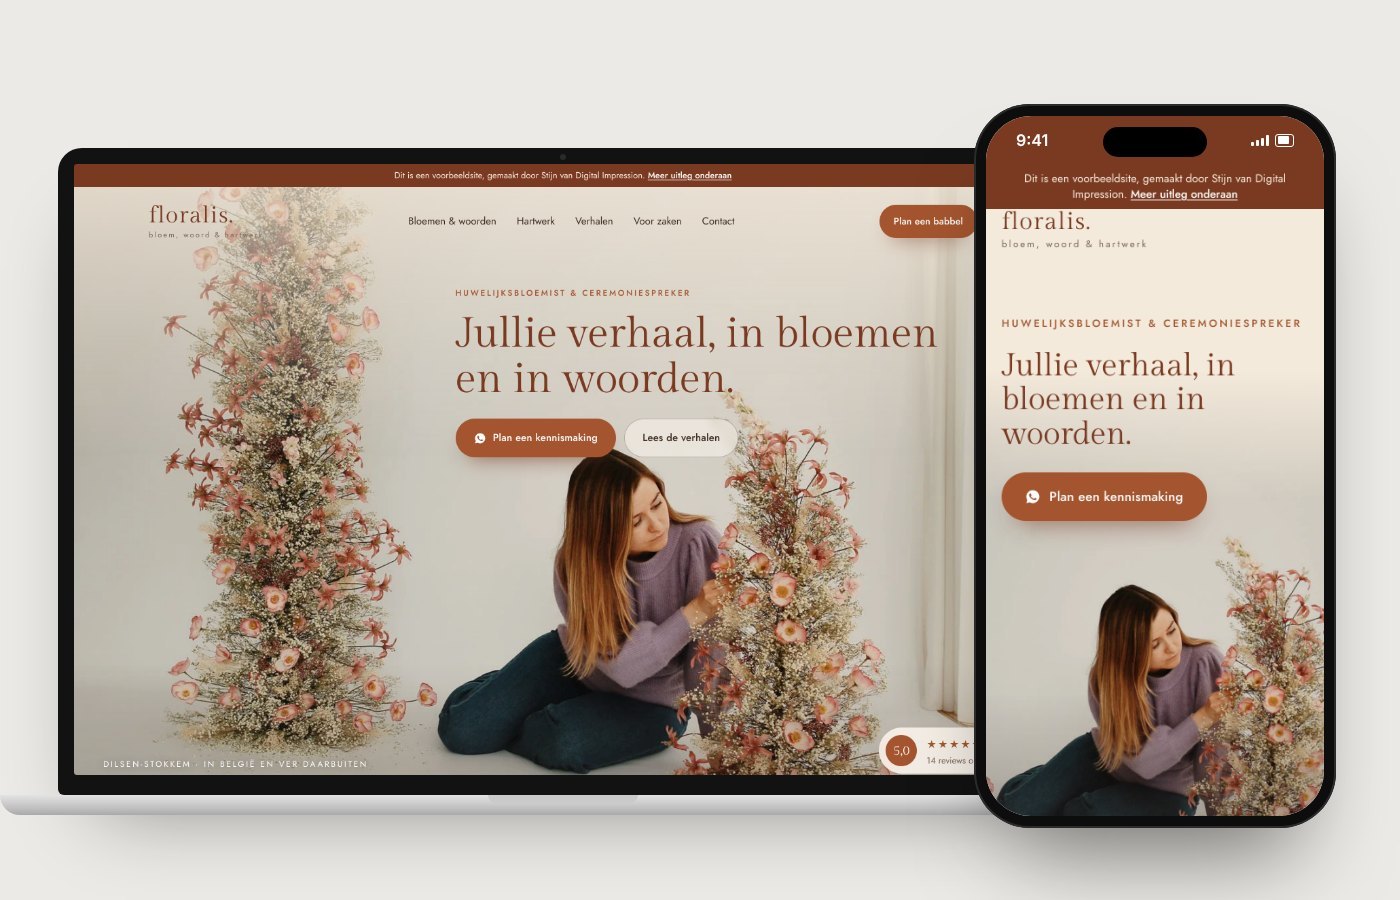 Dit is een voorbeeldsite, gemaakt door Stijn van Digital Impression. Meer uitleg onderaan
floralis.
bloem, woord & hartwerk
Bloemen & woorden
Hartwerk
Verhalen
Voor zaken
Contact
Plan een babbel
HUWELIJKSBLOEMIST & CEREMONIESPREKER
Jullie verhaal, in bloemen
en in woorden.
Plan een kennismaking
Lees de verhalen
DILSEN-STOKKEM · IN BELGIË EN VER DAARBUITEN
5,0
14 reviews o
9:41
Dit is een voorbeeldsite, gemaakt door Stijn van Digital
Impression. Meer uitleg onderaan
floralis.
bloem, woord & hartwerk
HUWELIJKSBLOEMIST & CEREMONIESPREKER
Jullie verhaal, in
bloemen en in
woorden.
Plan een kennismaking